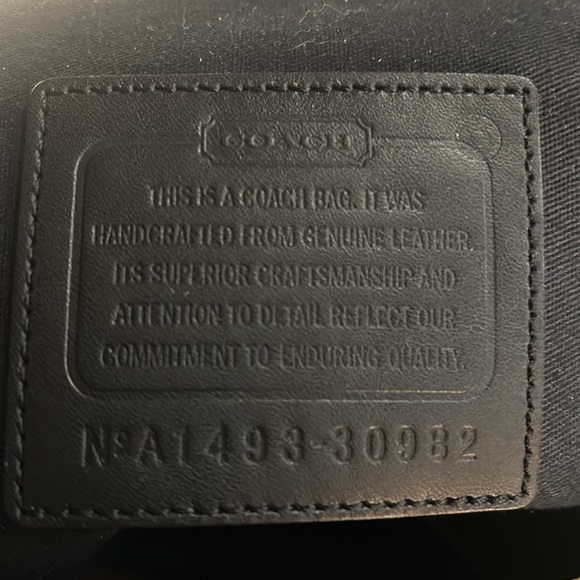 COACH
THIS IS A COACH BAG. IT WAS
HANDCRAFTED FROM GENUINE LEATHER.
ITS SUPERIOR CRAFTSMANSHIP AND
ATTENTION TO DETAIL REFLECT OUR
COMMITMENT TO ENDURING QUALITY.
Nº A1493-30982